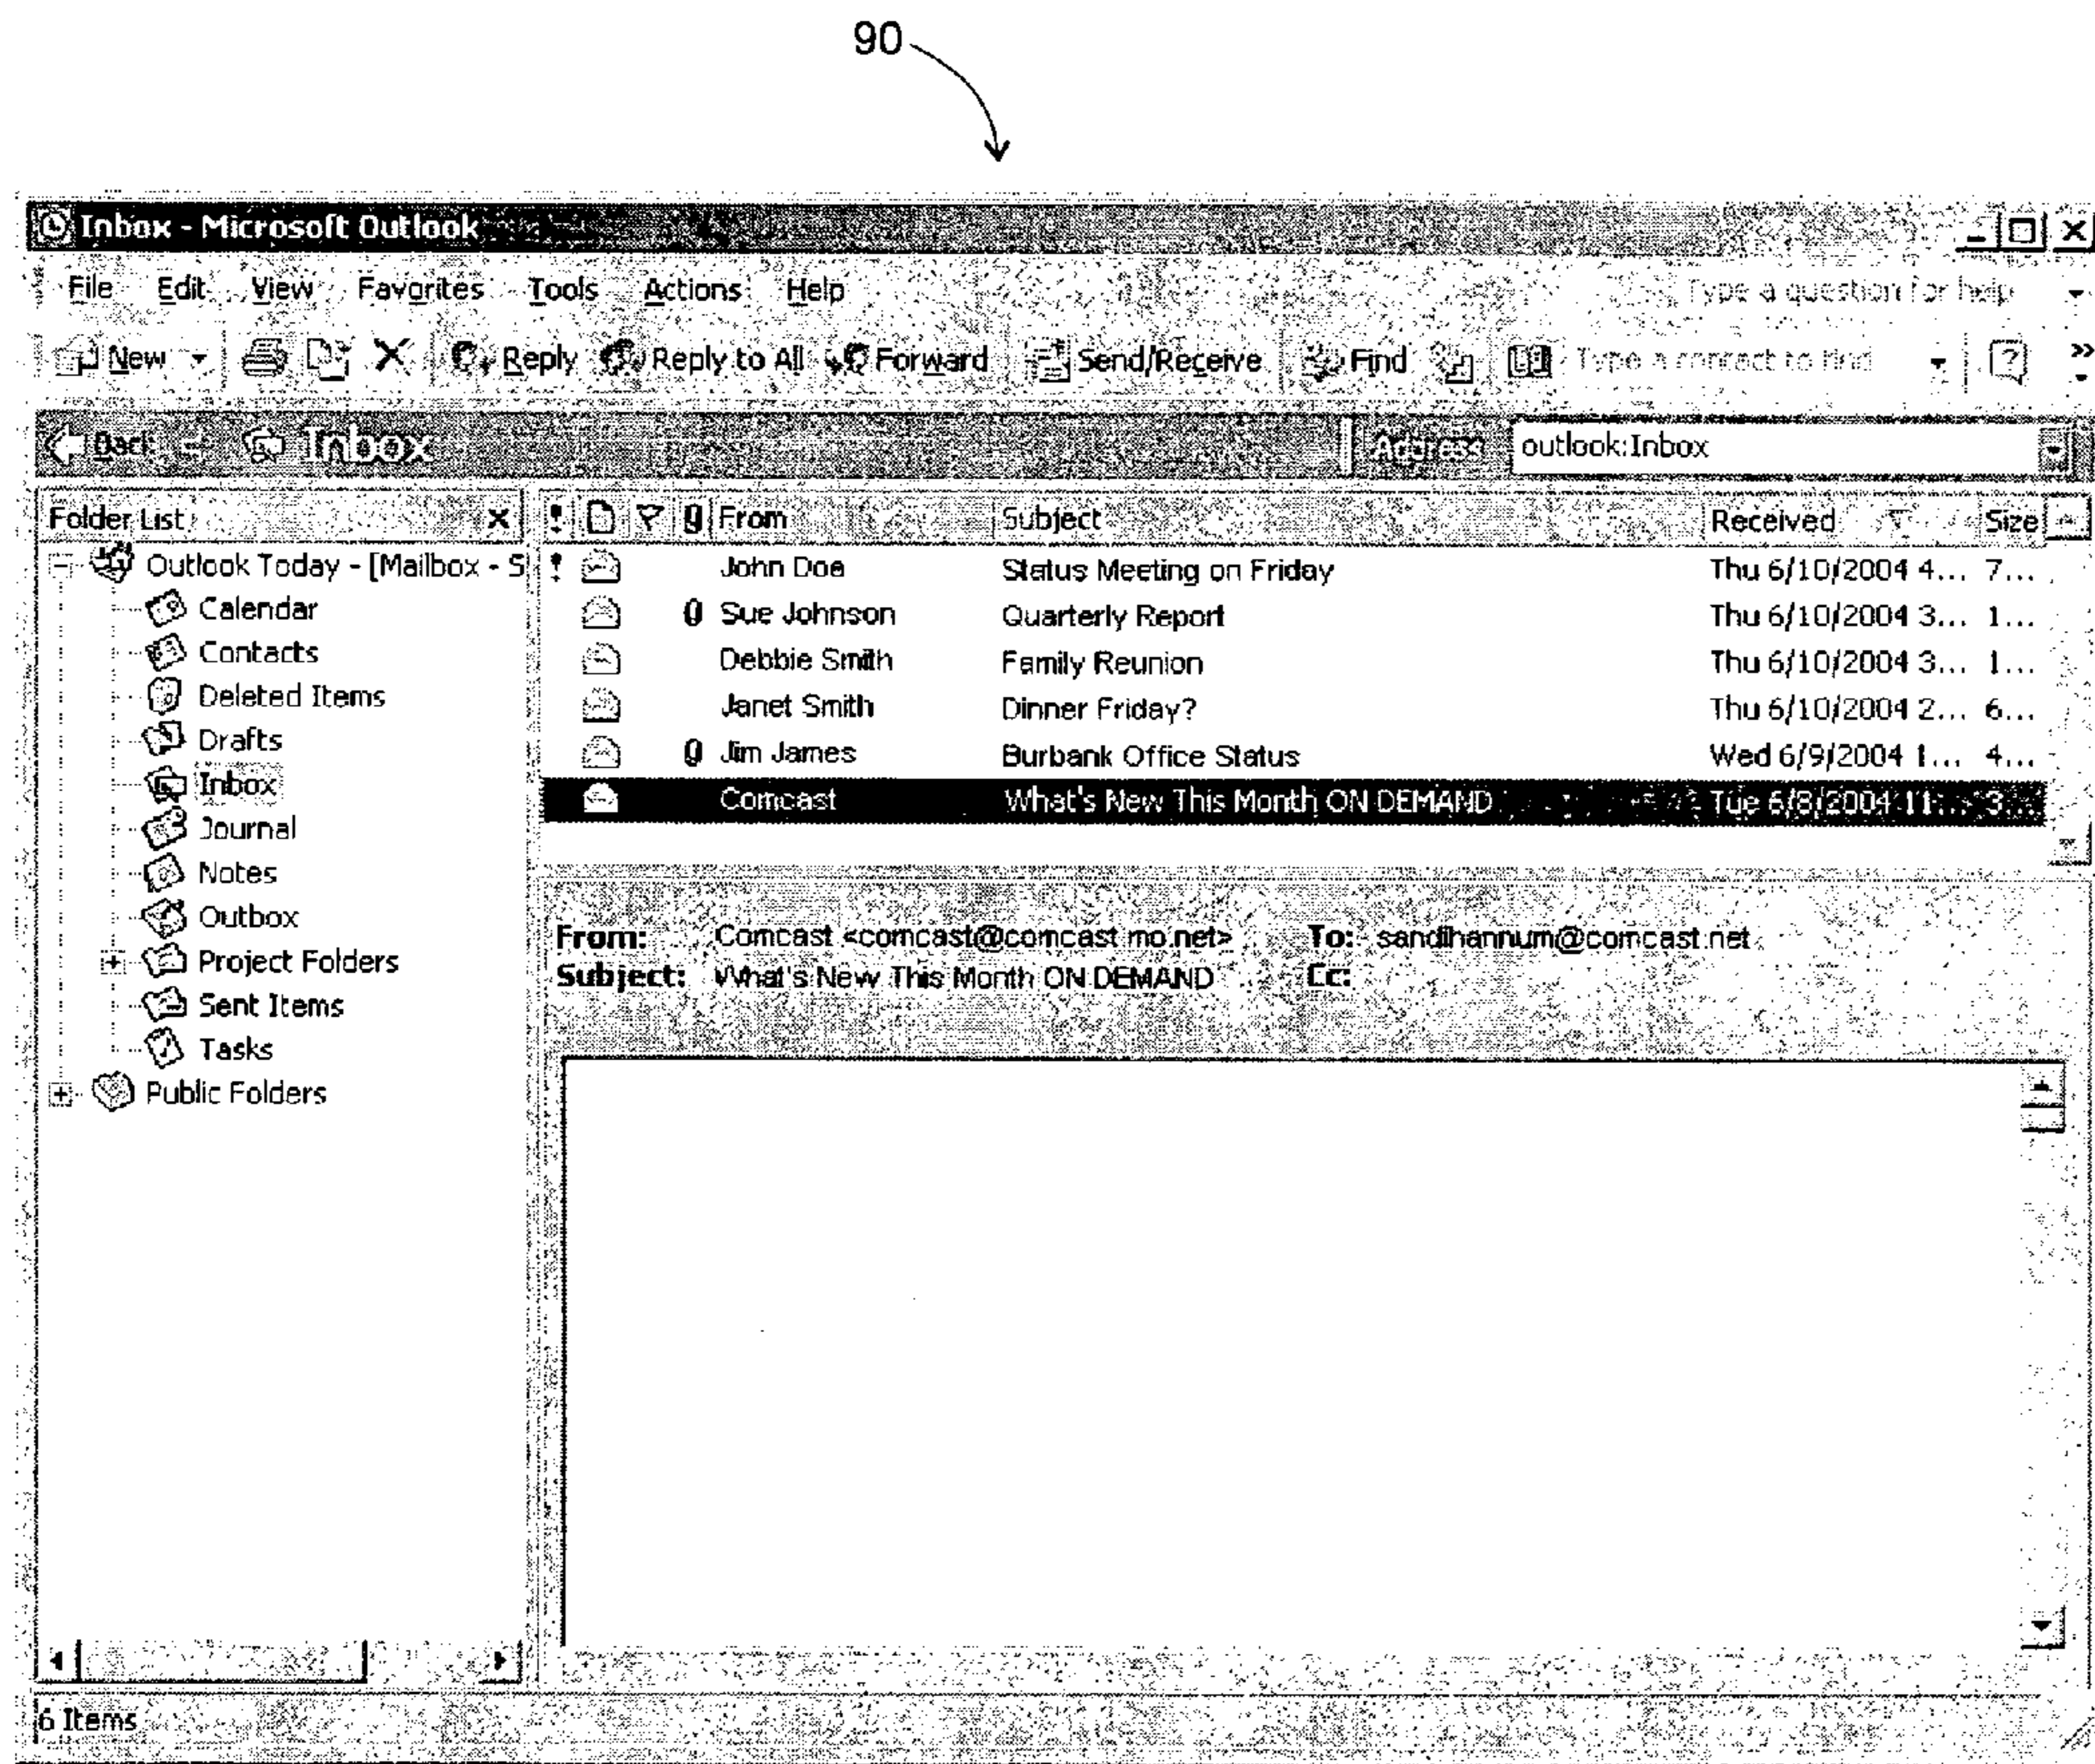 90
Inbox - Microsoft Outlook
File Edit View Favorites Tools Actions Help Type a question for help
New Reply Reply to All Forward Send/Receive Find Type a contact to find
Back Inbox Address outlook:Inbox
Folder List
Outlook Today - [Mailbox - S
Calendar
Contacts
Deleted Items
Drafts
Inbox
Journal
Notes
Outbox
Project Folders
Sent Items
Tasks
Public Folders
From Subject Received Size
John Doe Status Meeting on Friday Thu 6/10/2004 4... 7...
Sue Johnson Quarterly Report Thu 6/10/2004 3... 1...
Debbie Smith Family Reunion Thu 6/10/2004 3... 1...
Janet Smith Dinner Friday? Thu 6/10/2004 2... 6...
Jim James Burbank Office Status Wed 6/9/2004 1... 4...
Comcast What's New This Month ON DEMAND Tue 6/8/2004 11... 3...
From: Comcast <comcast@comcast.mo.net> To: sandihannum@comcast.net
Subject: What's New This Month ON DEMAND Cc:
6 Items